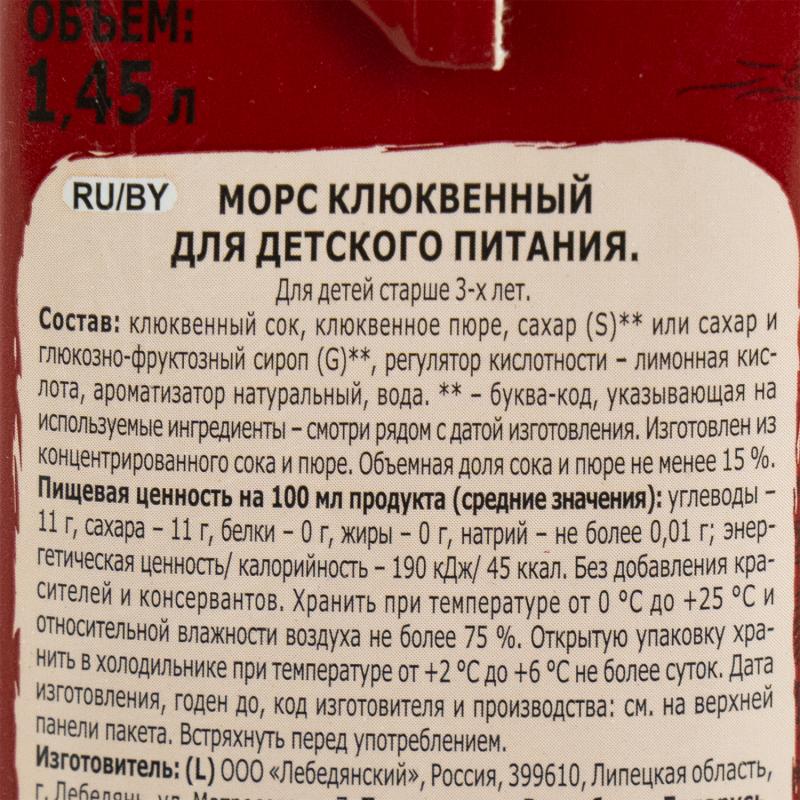 ОБЪЕМ:
1,45 л
RU/BY
МОРС КЛЮКВЕННЫЙ
ДЛЯ ДЕТСКОГО ПИТАНИЯ.
Для детей старше 3-х лет.
Состав: клюквенный сок, клюквенное пюре, сахар (S)** или сахар и
глюкозно-фруктозный сироп (G)**, регулятор кислотности – лимонная кис-
лота, ароматизатор натуральный, вода. ** – буква-код, указывающая на
используемые ингредиенты – смотри рядом с датой изготовления. Изготовлен из
концентрированного сока и пюре. Объемная доля сока и пюре не менее 15 %.
Пищевая ценность на 100 мл продукта (средние значения): углеводы –
11 г, сахара – 11 г, белки – 0 г, жиры – 0 г, натрий – не более 0,01 г; энер-
гетическая ценность/ калорийность – 190 кДж/ 45 ккал. Без добавления кра-
сителей и консервантов. Хранить при температуре от 0 °С до +25 °С и
относительной влажности воздуха не более 75 %. Открытую упаковку хра-
нить в холодильнике при температуре от +2 °С до +6 °С не более суток. Дата
изготовления, годен до, код изготовителя и производства: см. на верхней
панели пакета. Встряхнуть перед употреблением.
Изготовитель: (L) ООО «Лебедянский», Россия, 399610, Липецкая область,
г. Лебедянь, ул.